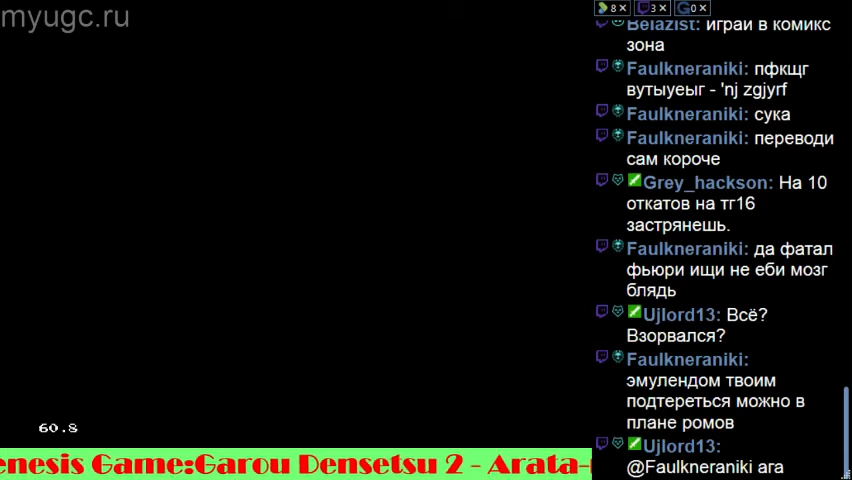 myugc.ru
8 3 0
Belazist: играй в комикс
зона
Faulkneraniki: пфкщг
вутыуеыг - 'nj zgjyrf
Faulkneraniki: сука
Faulkneraniki: переводи
сам короче
Grey_hackson: На 10
откатов на тг16
застрянешь.
Faulkneraniki: да фатал
фьюри ищи не еби мозг
блядь
Ujlord13: Всё?
Взорвался?
Faulkneraniki:
эмулендом твоим
подтереться можно в
плане ромов
Ujlord13:
@Faulkneraniki ага
60.8
enesis Game:Garou Densetsu 2 - Arata-